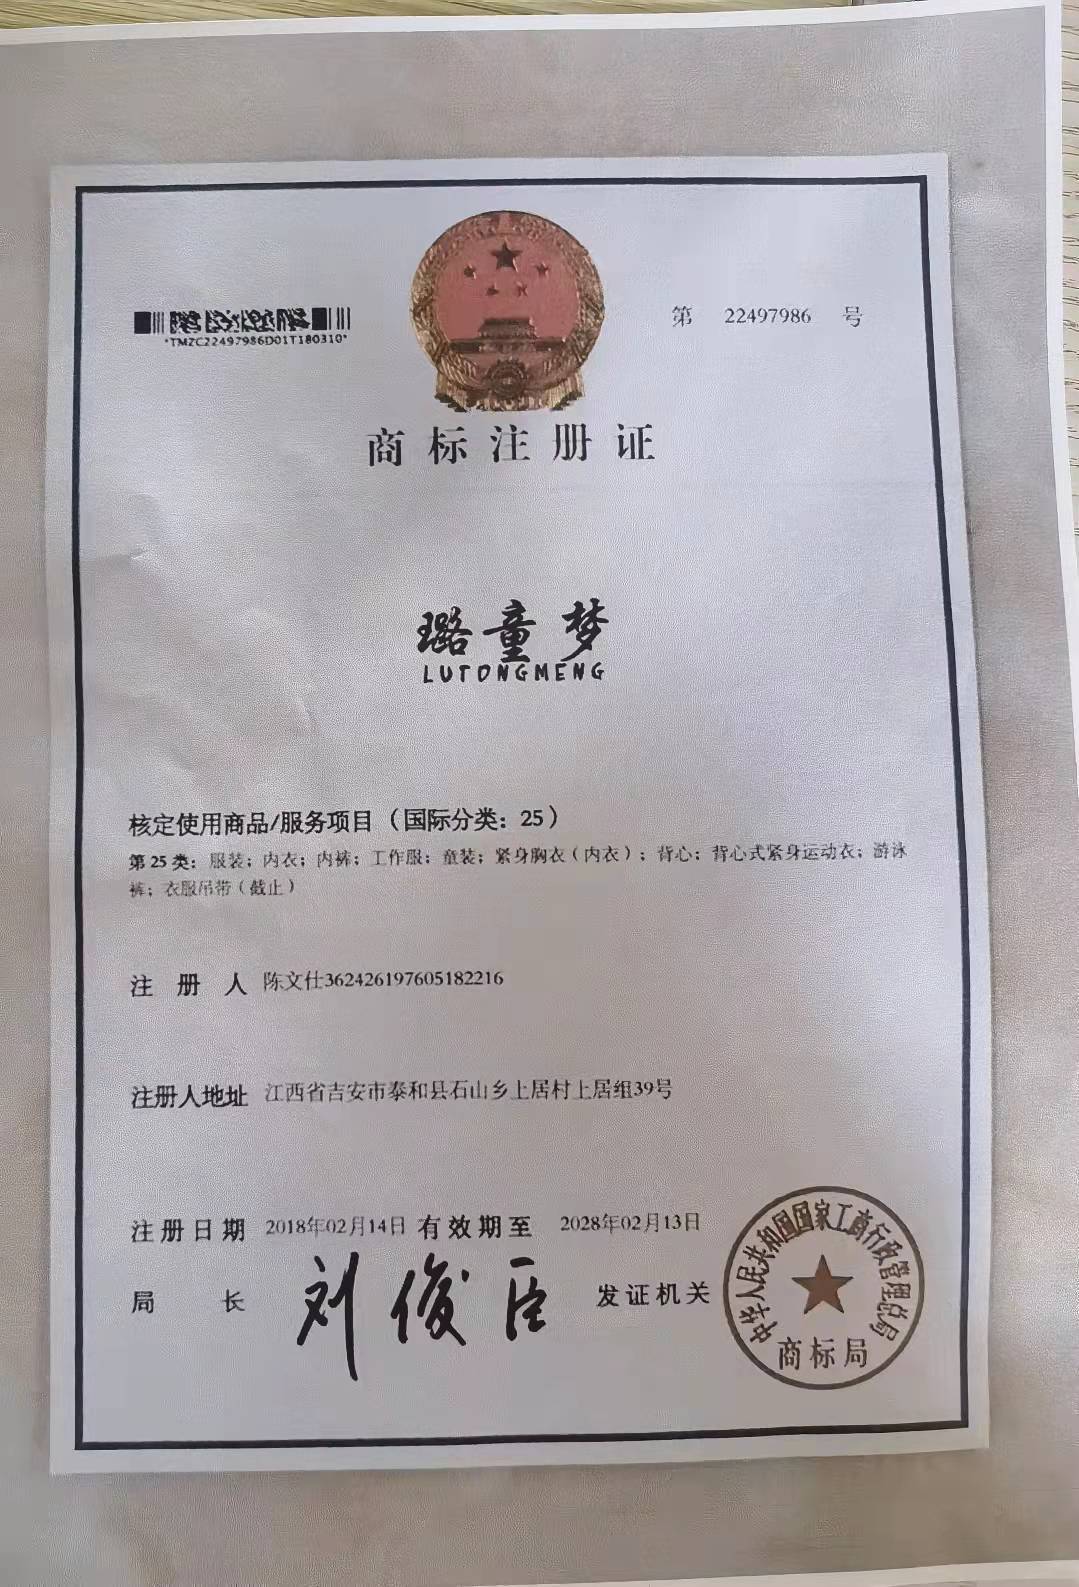 第 22497986 号
*TMZC22497986D01T180310*
商标注册证
璐童梦
LUTONGMENG
核定使用商品/服务项目（国际分类：25）
第25类：服装；内衣；内裤；工作服；童装；紧身胸衣（内衣）；背心；背心式紧身运动衣；游泳
裤；衣服吊带（截止）
注册人 陈文仕362426197605182216
注册人地址 江西省吉安市泰和县石山乡上居村上居组39号
注册日期 2018年02月14日 有效期至 2028年02月13日
局长 刘俊臣 发证机关
中华人民共和国国家工商行政管理总局
商标局